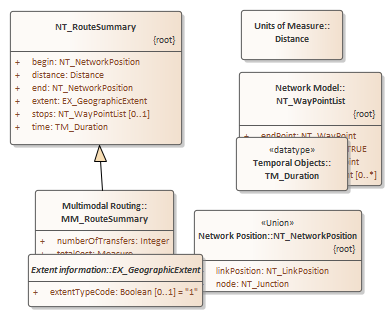 NT_RouteSummary
{root}
+ begin: NT_NetworkPosition
+ distance: Distance
+ end: NT_NetworkPosition
+ extent: EX_GeographicExtent
+ stops: NT_WayPointList [0..1]
+ time: TM_Duration
Units of Measure::
Distance
Network Model::
NT_WayPointList
{root}
+ endPoint: NT_WayPoint
TRUE
[0..*]
«datatype»
Temporal Objects::
TM_Duration
Multimodal Routing::
MM_RouteSummary
+ numberOfTransfers: Integer
+ totalCost: Measure
Extent information::EX_GeographicExtent
+ extentTypeCode: Boolean [0..1] = "1"
«Union»
Network Position::NT_NetworkPosition
{root}
linkPosition: NT_LinkPosition
node: NT_Junction